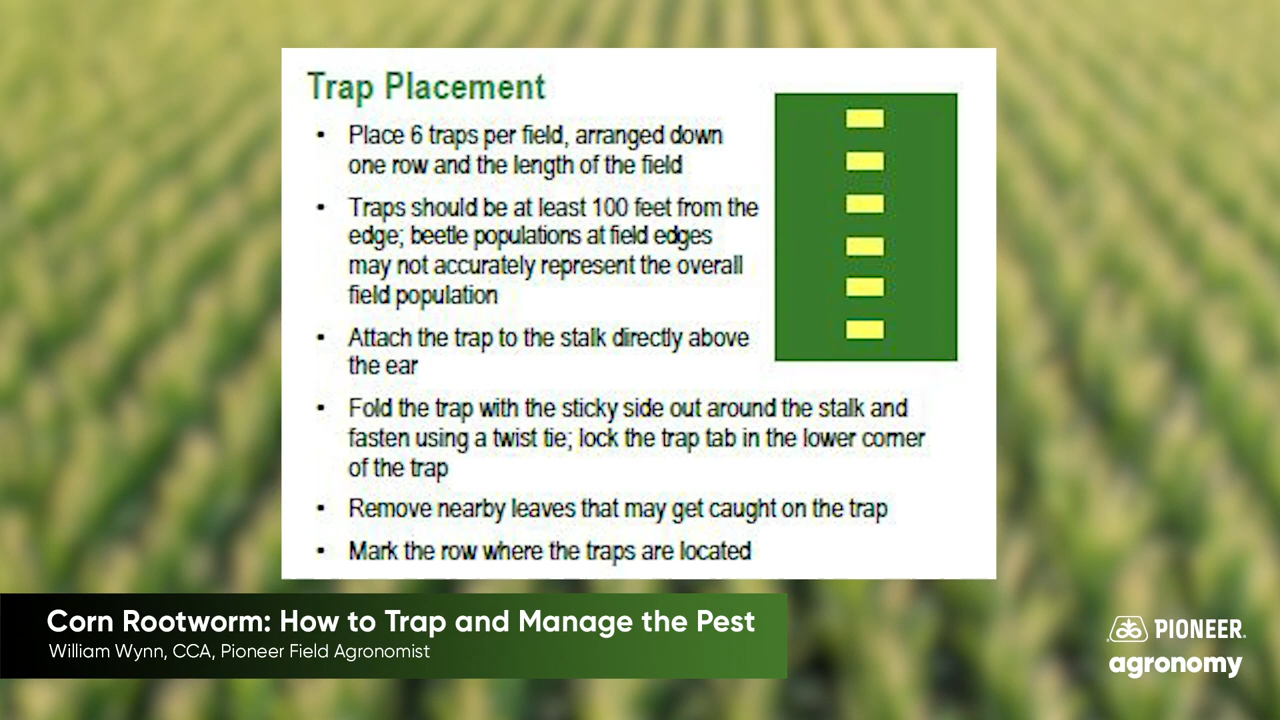 Trap Placement
• Place 6 traps per field, arranged down
one row and the length of the field
• Traps should be at least 100 feet from the
edge; beetle populations at field edges
may not accurately represent the overall
field population
• Attach the trap to the stalk directly above
the ear
• Fold the trap with the sticky side out around the stalk and
fasten using a twist tie; lock the trap tab in the lower corner
of the trap
• Remove nearby leaves that may get caught on the trap
• Mark the row where the traps are located
Corn Rootworm: How to Trap and Manage the Pest
William Wynn, CCA, Pioneer Field Agronomist
PIONEER.
agronomy